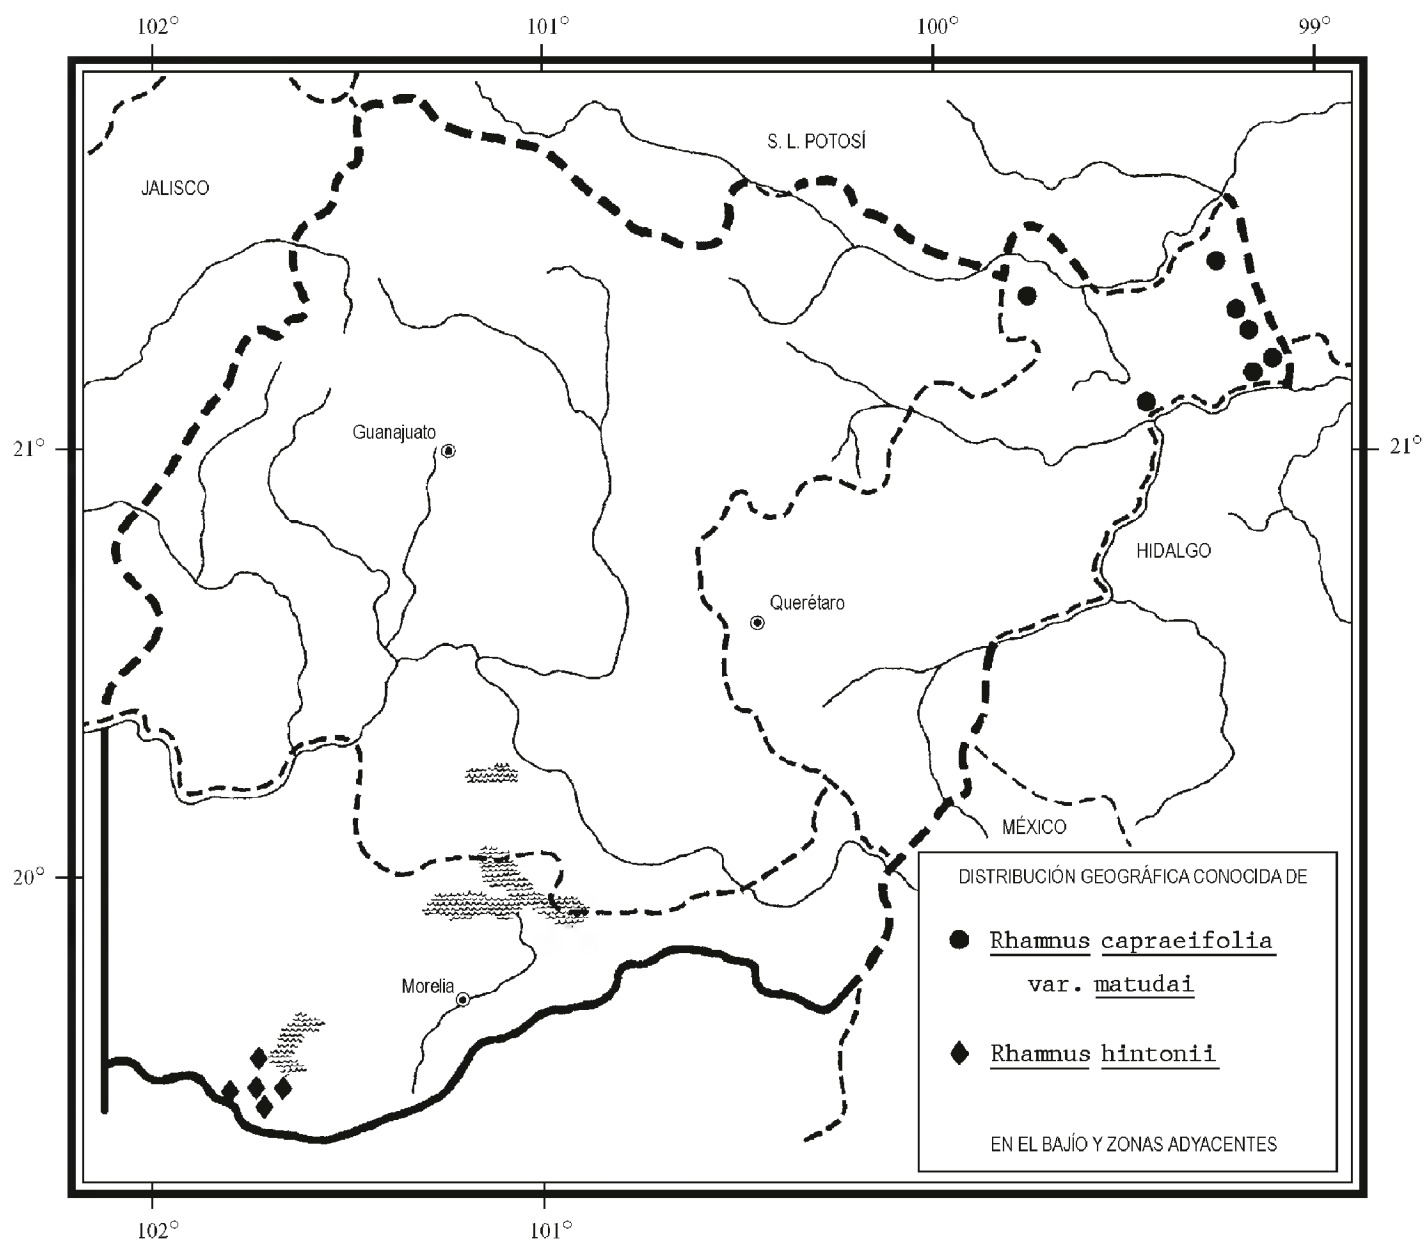 102° 101° 100° 99°
S. L. POTOSÍ
JALISCO
Guanajuato
21° 21°
HIDALGO
Querétaro
MÉXICO
20°
DISTRIBUCIÓN GEOGRÁFICA CONOCIDA DE
Rhamnus capraeifolia
var. matudai
Morelia
Rhamnus hintonii
EN EL BAJÍO Y ZONAS ADYACENTES
102° 101°